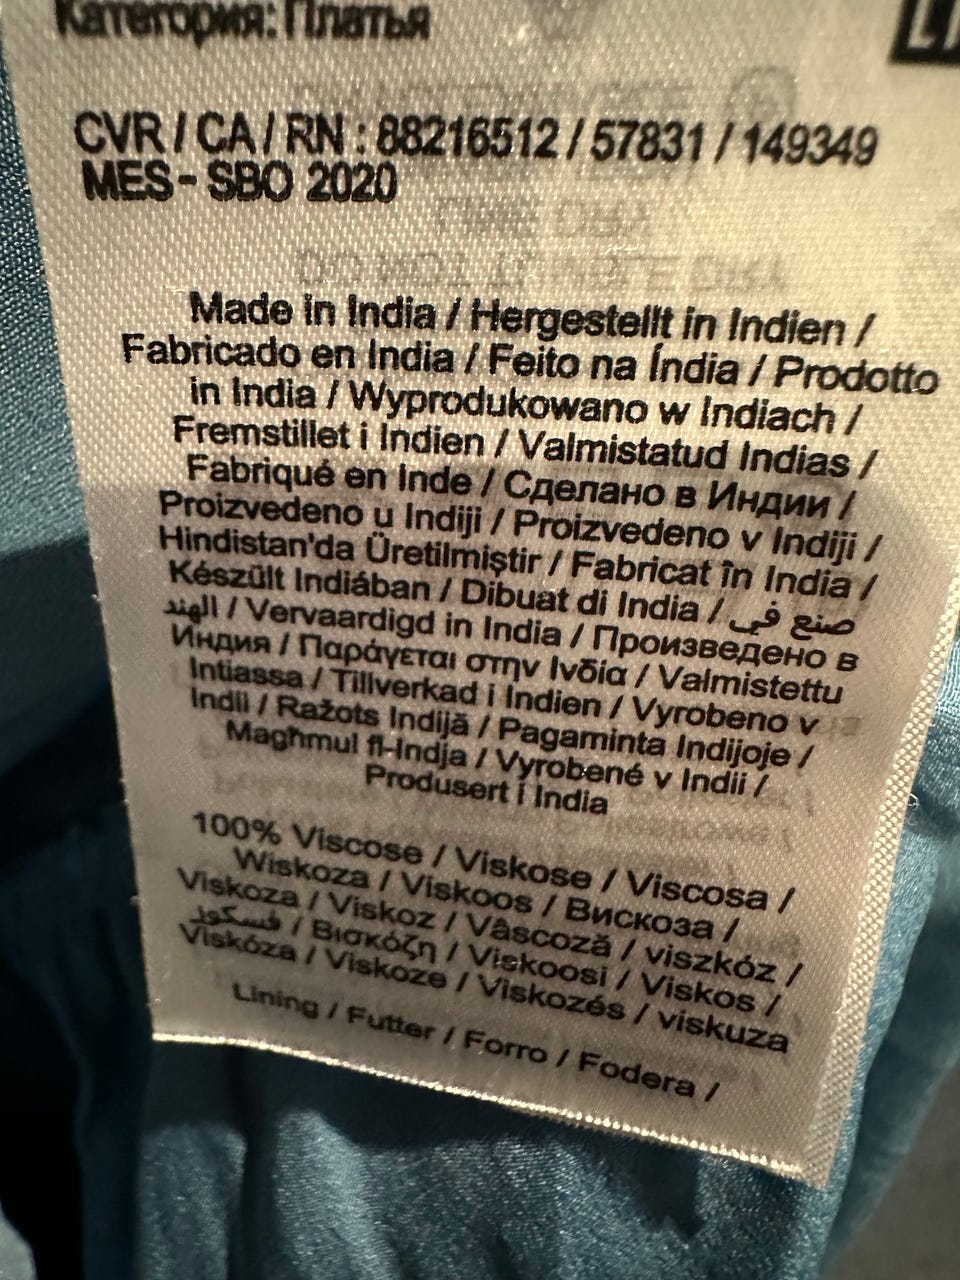 Категория: Платья
CVR / CA / RN : 88216512 / 57831 / 149349
MES - SBO 2020
Made in India / Hergestellt in Indien /
Fabricado en India / Feito na Índia / Prodotto
in India / Wyprodukowano w Indiach /
Fremstillet i Indien / Valmistatud Indias /
Fabriqué en Inde / Сделано в Индии /
Proizvedeno u Indiji / Proizvedeno v Indiji /
Hindistan'da Üretilmiştir / Fabricat în India /
Készült Indiában / Dibuat di India / صنع في
الهند / Vervaardigd in India / Произведено в
Индия / Παράγεται στην Ινδία / Valmistettu
Intiassa / Tillverkad i Indien / Vyrobeno v
Indii / Ražots Indijā / Pagaminta Indijoje /
Magħmul fl-Indja / Vyrobené v Indii /
Produsert i India
100% Viscose / Viskose / Viscosa /
Wiskoza / Viskoos / Вискоза /
Viskoza / Viskoz / Vâscoză / viszkóz /
فسكوز / Βισκόζη / Viskoosi / Viskos /
Viskóza / Viskoze / Viskozés / viskuza
Lining / Futter / Forro / Fodera /